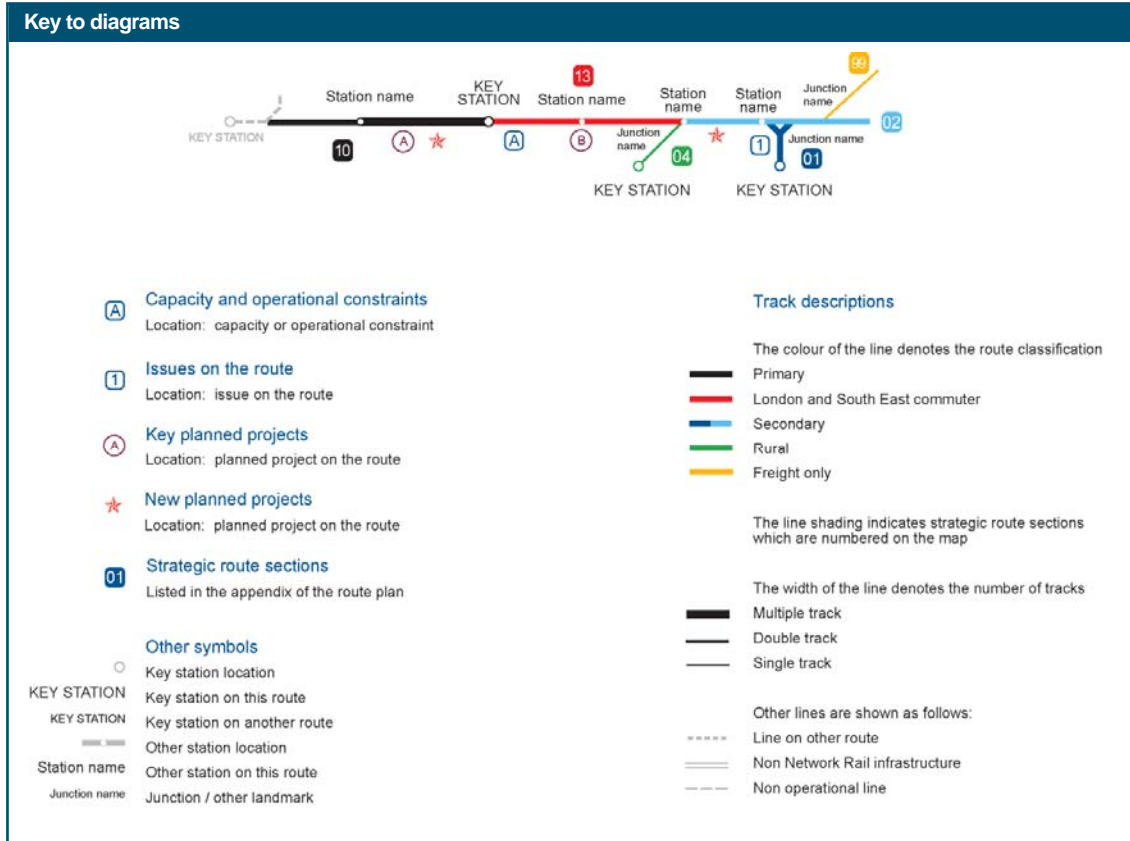 Key to diagrams
99
13
KEY
STATION
Station name
Station name
Station
name
Station
name
Junction
name
02
KEY STATION
10
A
A
B
Junction
name
04
1
Junction name
01
KEY STATION
KEY STATION
A
Capacity and operational constraints
Location: capacity or operational constraint
1
Issues on the route
Location: issue on the route
A
Key planned projects
Location: planned project on the route
New planned projects
Location: planned project on the route
01
Strategic route sections
Listed in the appendix of the route plan
Other symbols
Key station location
KEY STATION Key station on this route
KEY STATION Key station on another route
Other station location
Station name Other station on this route
Junction name Junction / other landmark
Track descriptions
The colour of the line denotes the route classification
Primary
London and South East commuter
Secondary
Rural
Freight only
The line shading indicates strategic route sections
which are numbered on the map
The width of the line denotes the number of tracks
Multiple track
Double track
Single track
Other lines are shown as follows:
Line on other route
Non Network Rail infrastructure
Non operational line